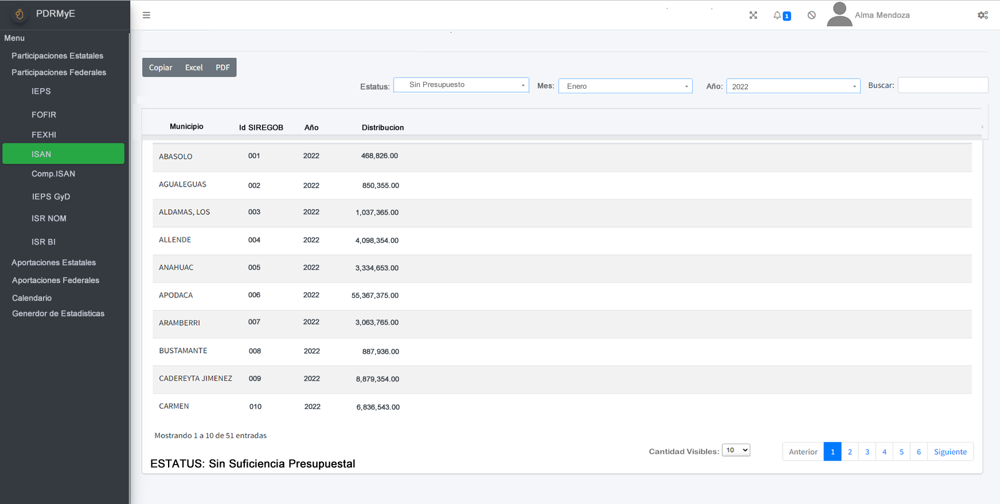 PDRMyE
1
Alma Mendoza
Menu
Participaciones Estatales
Participaciones Federales
IEPS
FOFIR
FEXHI
ISAN
Comp.ISAN
IEPS GyD
ISR NOM
ISR BI
Aportaciones Estatales
Aportaciones Federales
Calendario
Generdor de Estadisticas
Copiar Excel PDF
Estatus: Sin Presupuesto Mes: Enero Año: 2022 Buscar:
Municipio Id SIREGOB Año Distribucion
ABASOLO 001 2022 468,826.00
AGUALEGUAS 002 2022 850,355.00
ALDAMAS, LOS 003 2022 1,037,365.00
ALLENDE 004 2022 4,098,354.00
ANAHUAC 005 2022 3,334,653.00
APODACA 006 2022 55,367,375.00
ARAMBERRI 007 2022 3,063,765.00
BUSTAMANTE 008 2022 887,936.00
CADEREYTA JIMENEZ 009 2022 8,879,354.00
CARMEN 010 2022 6,836,543.00
Mostrando 1 a 10 de 51 entradas
Cantidad Visibles: 10 Anterior 1 2 3 4 5 6 Siguiente
ESTATUS: Sin Suficiencia Presupuestal